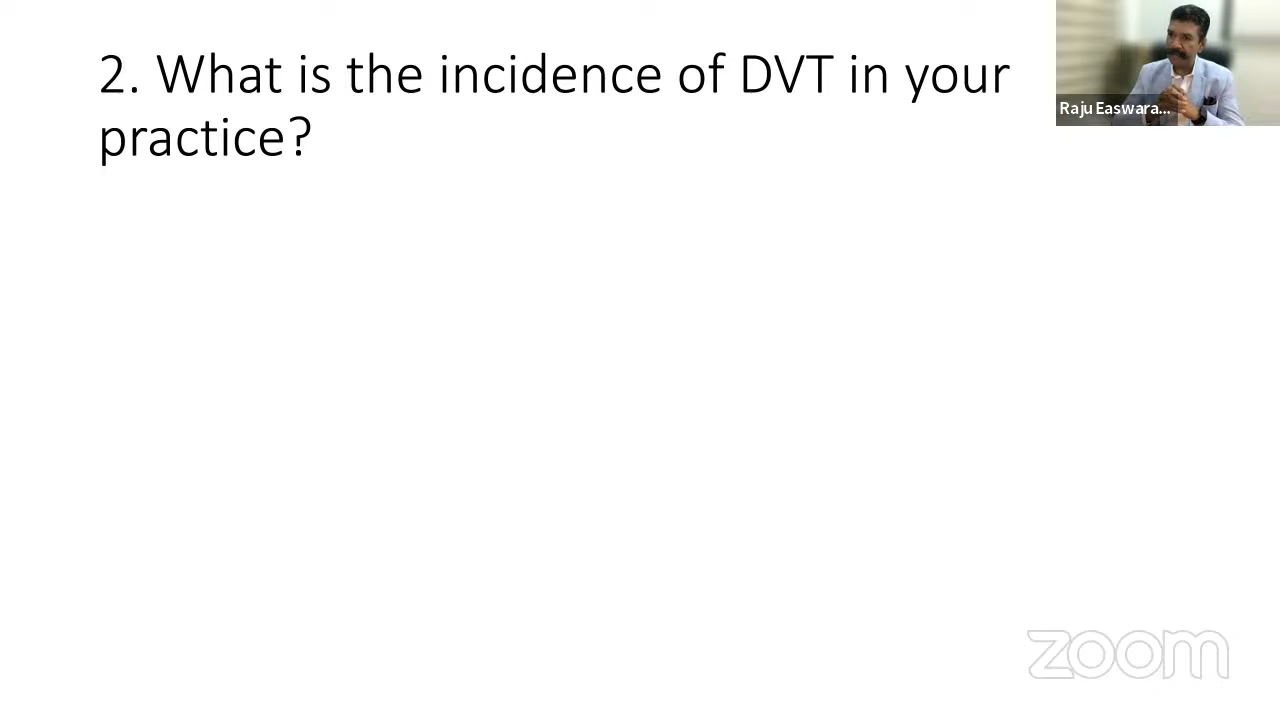 2. What is the incidence of DVT in your
practice?
Raju Easwara...
zoom